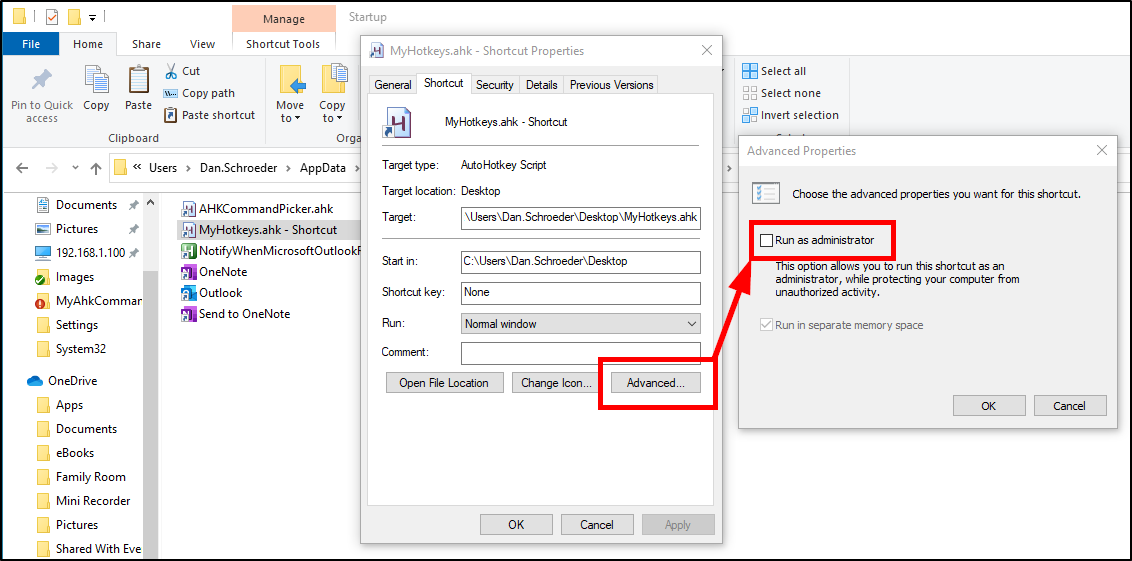 Manage
Startup
File
Home
Share
View
Shortcut Tools
Pin to Quick
access
Copy
Paste
Cut
Copy path
Paste shortcut
Clipboard
Move
to
Copy
to
Orga
Select all
Select none
Invert selection
« Users › Dan.Schroeder › AppData ›
Documents
Pictures
192.168.1.100
Images
MyAhkComman
Settings
System32
OneDrive
Apps
Documents
eBooks
Family Room
Mini Recorder
Pictures
Shared With Eve
AHKCommandPicker.ahk
MyHotkeys.ahk - Shortcut
NotifyWhenMicrosoftOutlookR
OneNote
Outlook
Send to OneNote
MyHotkeys.ahk - Shortcut Properties
General
Shortcut
Security
Details
Previous Versions
MyHotkeys.ahk - Shortcut
Target type: AutoHotkey Script
Target location: Desktop
Target: \Users\Dan.Schroeder\Desktop\MyHotkeys.ahk
Start in: C:\Users\Dan.Schroeder\Desktop
Shortcut key: None
Run: Normal window
Comment:
Open File Location
Change Icon...
Advanced...
OK
Cancel
Apply
Advanced Properties
Choose the advanced properties you want for this shortcut.
Run as administrator
This option allows you to run this shortcut as an
administrator, while protecting your computer from
unauthorized activity.
Run in separate memory space
OK
Cancel